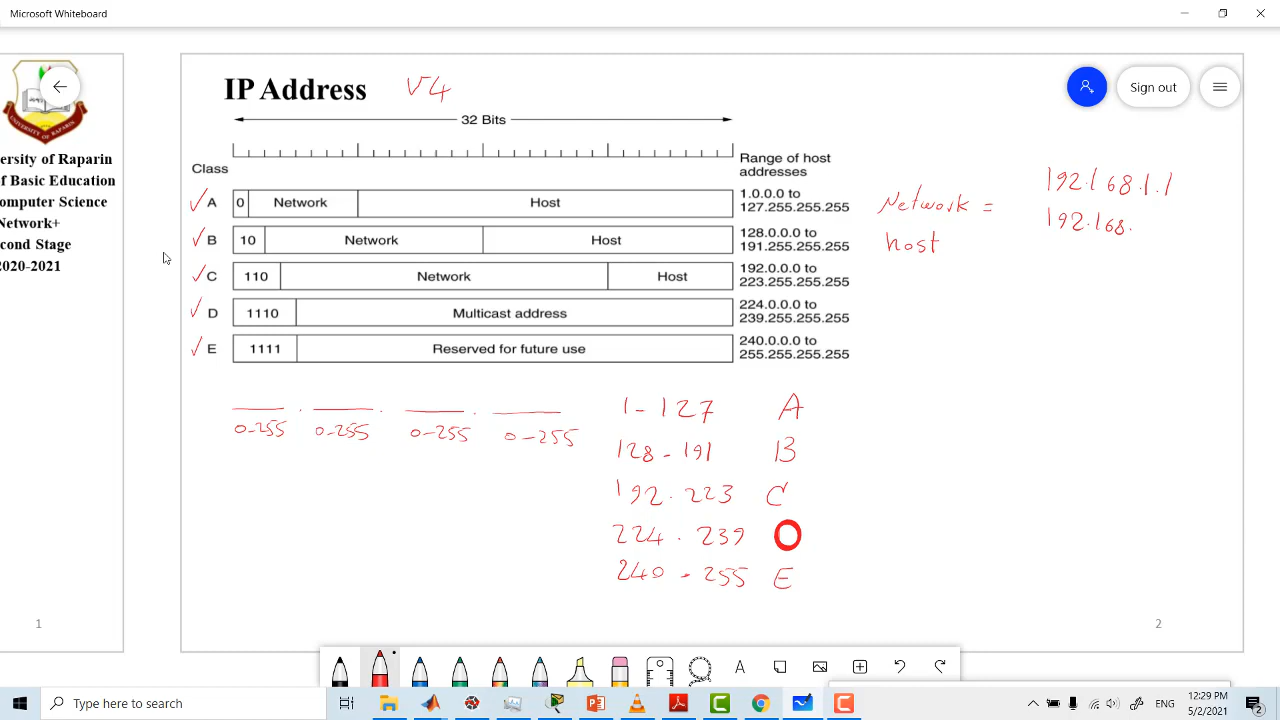 Microsoft Whiteboard
Sign out
ersity of Raparin
of Basic Education
omputer Science
Network+
cond Stage
2020-2021
1
IP Address V4
32 Bits
Class
Range of host
addresses
A 0 Network Host 1.0.0.0 to
127.255.255.255
B 10 Network Host 128.0.0.0 to
191.255.255.255
C 110 Network Host 192.0.0.0 to
223.255.255.255
D 1110 Multicast address 224.0.0.0 to
239.255.255.255
E 1111 Reserved for future use 240.0.0.0 to
255.255.255.255
Network =
host
192.168.1.1
192.168.
0-255 . 0-255 . 0-255 . 0-255
1-127 A
128-191 B
192-223 C
224.239 O
240-255 E
2
Type here to search
ENG
12:29 PM
5/2/2021
2